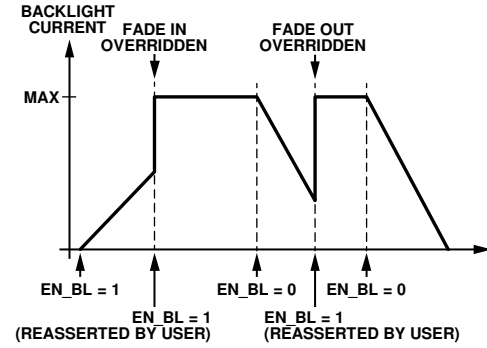 BACKLIGHT
CURRENT
FADE IN
OVERRIDDEN
FADE OUT
OVERRIDDEN
MAX
EN_BL = 1
EN_BL = 0
EN_BL = 0
EN_BL = 1
(REASSERTED BY USER)
EN_BL = 1
(REASSERTED BY USER)